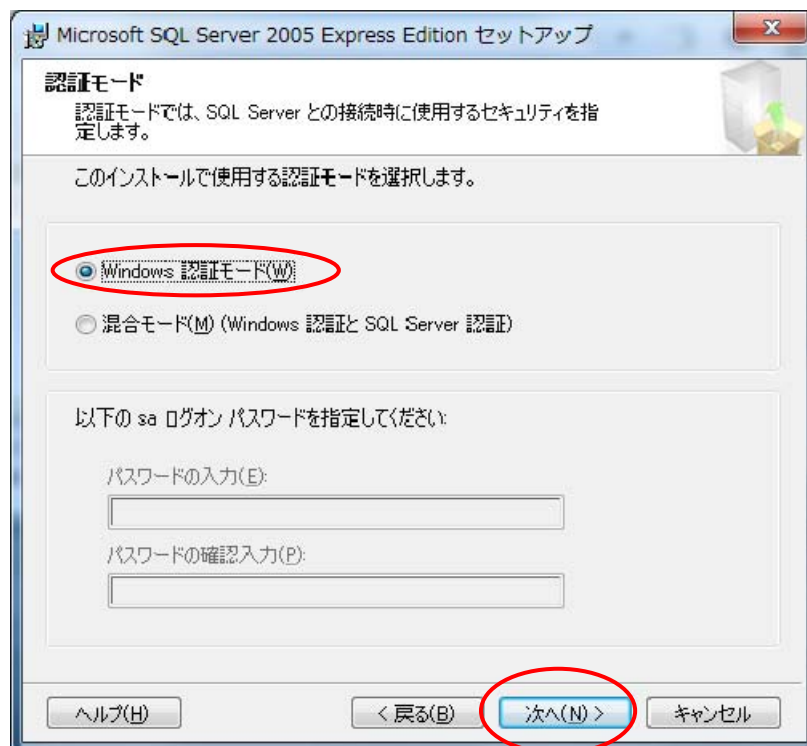 Microsoft SQL Server 2005 Express Edition セットアップ
認証モード
認証モードでは、SQL Server との接続時に使用するセキュリティを指
定します。
このインストールで使用する認証モードを選択します。
Windows 認証モード(W)
混合モード(M) (Windows 認証と SQL Server 認証)
以下の sa ログオン パスワードを指定してください:
パスワードの入力(E):
パスワードの確認入力(P):
ヘルプ(H)
< 戻る(B)
次へ(N) >
キャンセル